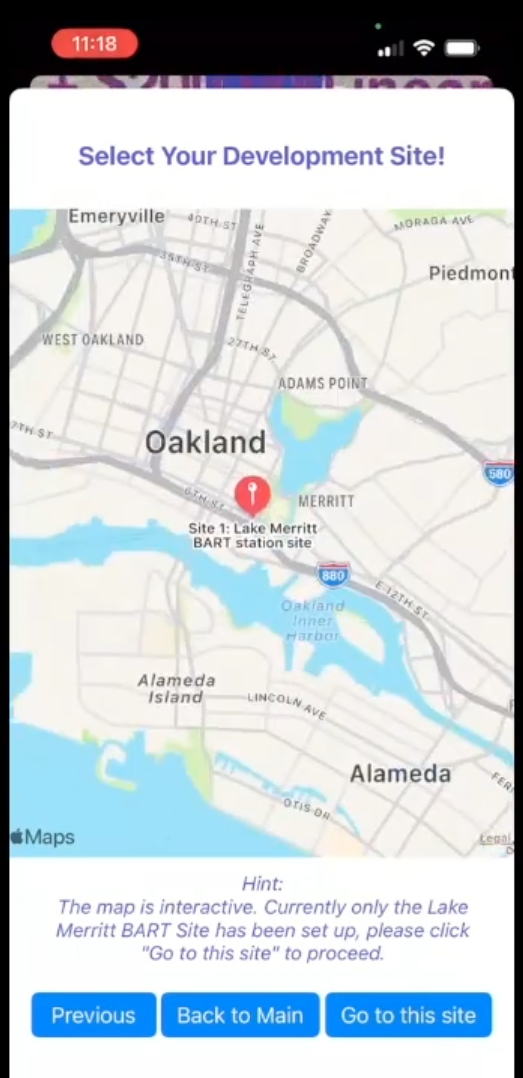 11:18
Select Your Development Site!
Emeryville
40TH ST
MORAGA AVE
BROADWAY
TELEGRAPH AVE
35TH ST
Piedmont
WEST OAKLAND
27TH ST
ADAMS POINT
7TH ST
Oakland
580
6TH ST
MERRITT
Site 1: Lake Merritt
BART station site
880
E 12TH ST
Oakland
Inner
Harbor
Alameda
Island
LINCOLN AVE
Alameda
OTIS DR
Maps
Legal
Hint:
The map is interactive. Currently only the Lake
Merritt BART Site has been set up, please click
"Go to this site" to proceed.
Previous
Back to Main
Go to this site